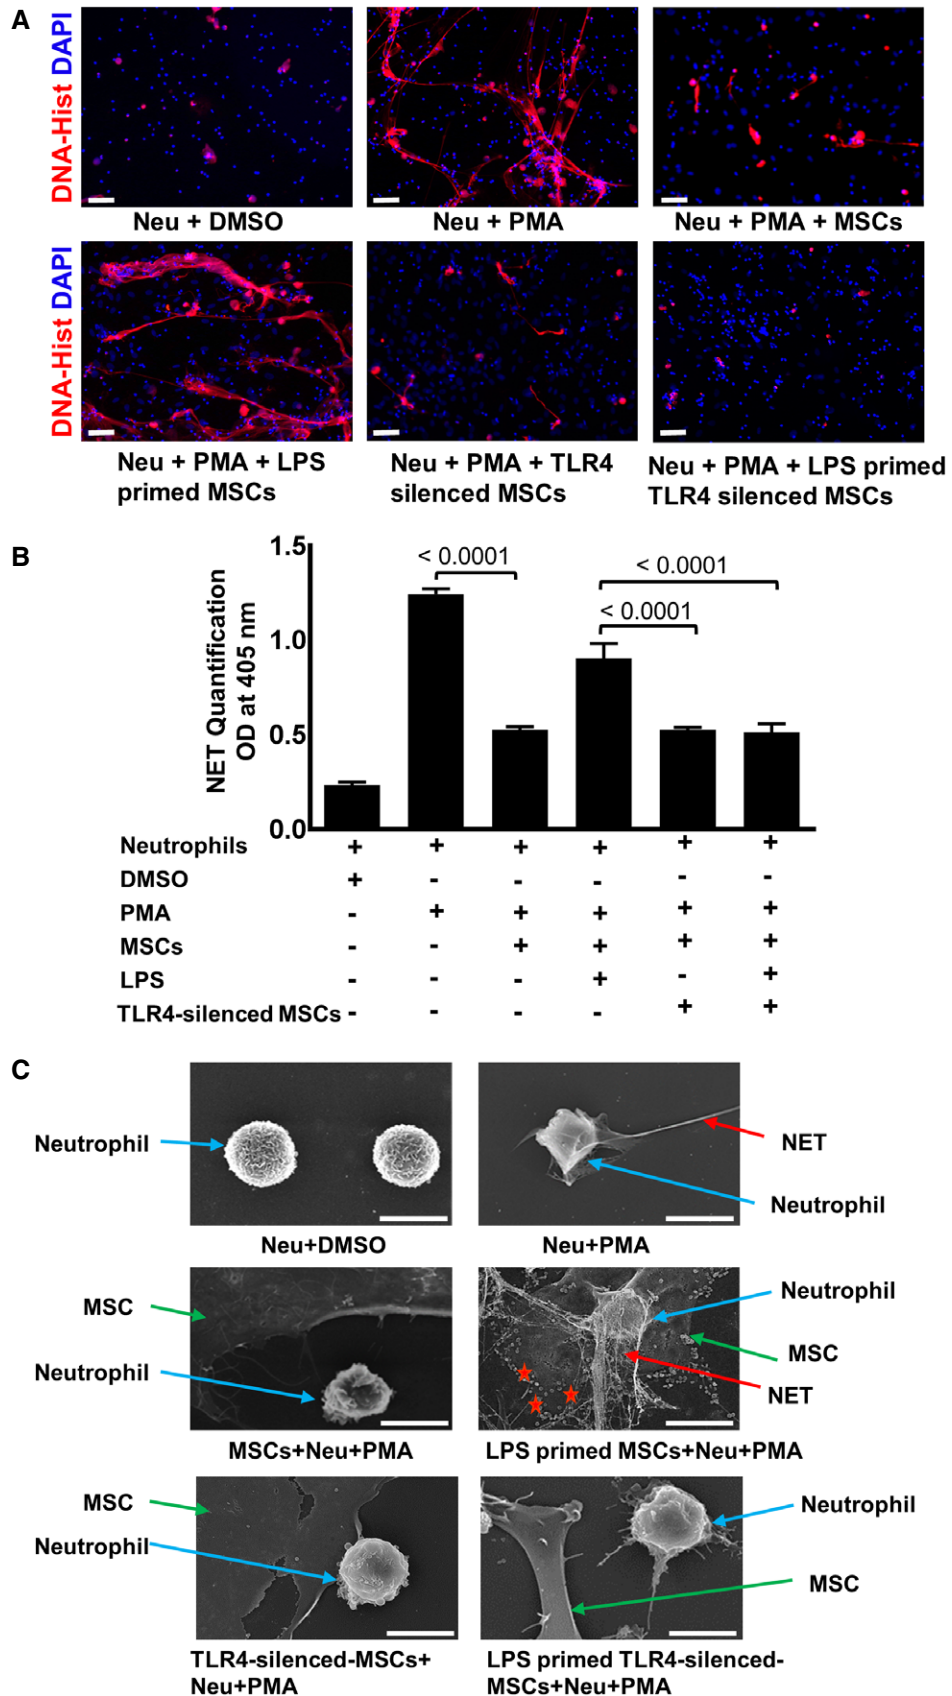 A
DNA-Hist DAPI
Neu + DMSO
Neu + PMA
Neu + PMA + MSCs
DNA-Hist DAPI
Neu + PMA + LPS
primed MSCs
Neu + PMA + TLR4
silenced MSCs
Neu + PMA + LPS primed
TLR4 silenced MSCs
B
NET Quantification
OD at 405 nm
1.5
1.0
0.5
0.0
< 0.0001
< 0.0001
< 0.0001
Neutrophils + + + + + +
DMSO + - - - - -
PMA - + + + + +
MSCs - - + + + +
LPS - - - + - +
TLR4-silenced MSCs - - - - + +
C
Neutrophil
Neu+DMSO
NET
Neutrophil
Neu+PMA
MSC
Neutrophil
MSCs+Neu+PMA
Neutrophil
MSC
NET
LPS primed MSCs+Neu+PMA
MSC
Neutrophil
TLR4-silenced-MSCs+
Neu+PMA
Neutrophil
MSC
LPS primed TLR4-silenced-
MSCs+Neu+PMA